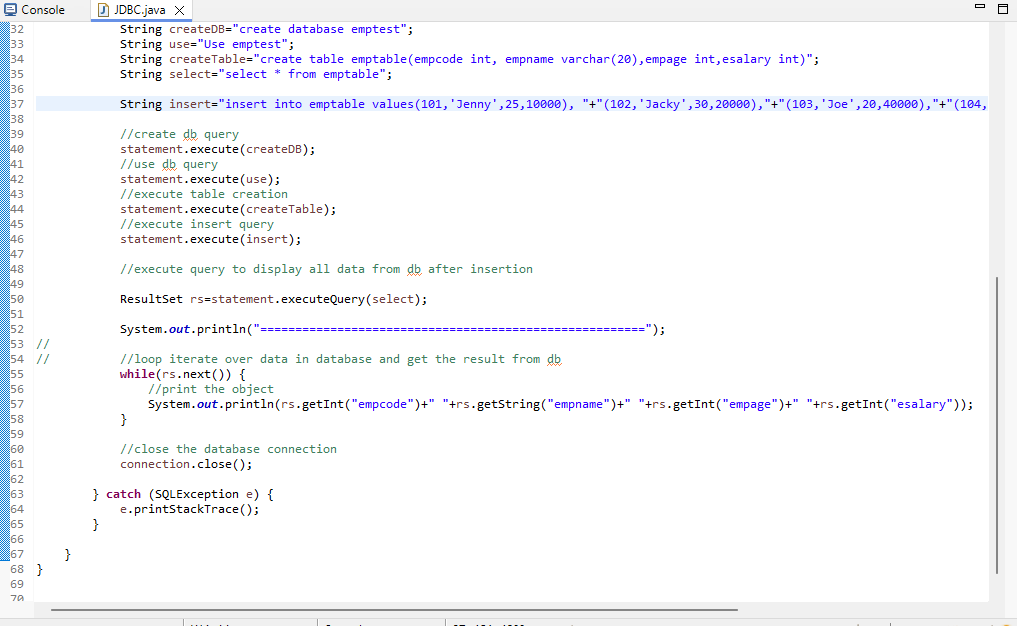 Console JDBC.java
32 String createDB="create database emptest";
33 String use="Use emptest";
34 String createTable="create table emptable(empcode int, empname varchar(20),empage int,esalary int)";
35 String select="select * from emptable";
36
37 String insert="insert into emptable values(101,'Jenny',25,10000), "+"(102,'Jacky',30,20000),"+"(103,'Joe',20,40000),"+"(104,
38
39 //create db query
40 statement.execute(createDB);
41 //use db query
42 statement.execute(use);
43 //execute table creation
44 statement.execute(createTable);
45 //execute insert query
46 statement.execute(insert);
47
48 //execute query to display all data from db after insertion
49
50 ResultSet rs=statement.executeQuery(select);
51
52 System.out.println("=======================================================");
53 //
54 // //loop iterate over data in database and get the result from db
55 while(rs.next()) {
56 //print the object
57 System.out.println(rs.getInt("empcode")+" "+rs.getString("empname")+" "+rs.getInt("empage")+" "+rs.getInt("esalary"));
58 }
59
60 //close the database connection
61 connection.close();
62
63 } catch (SQLException e) {
64 e.printStackTrace();
65 }
66
67 }
68 }
69
70